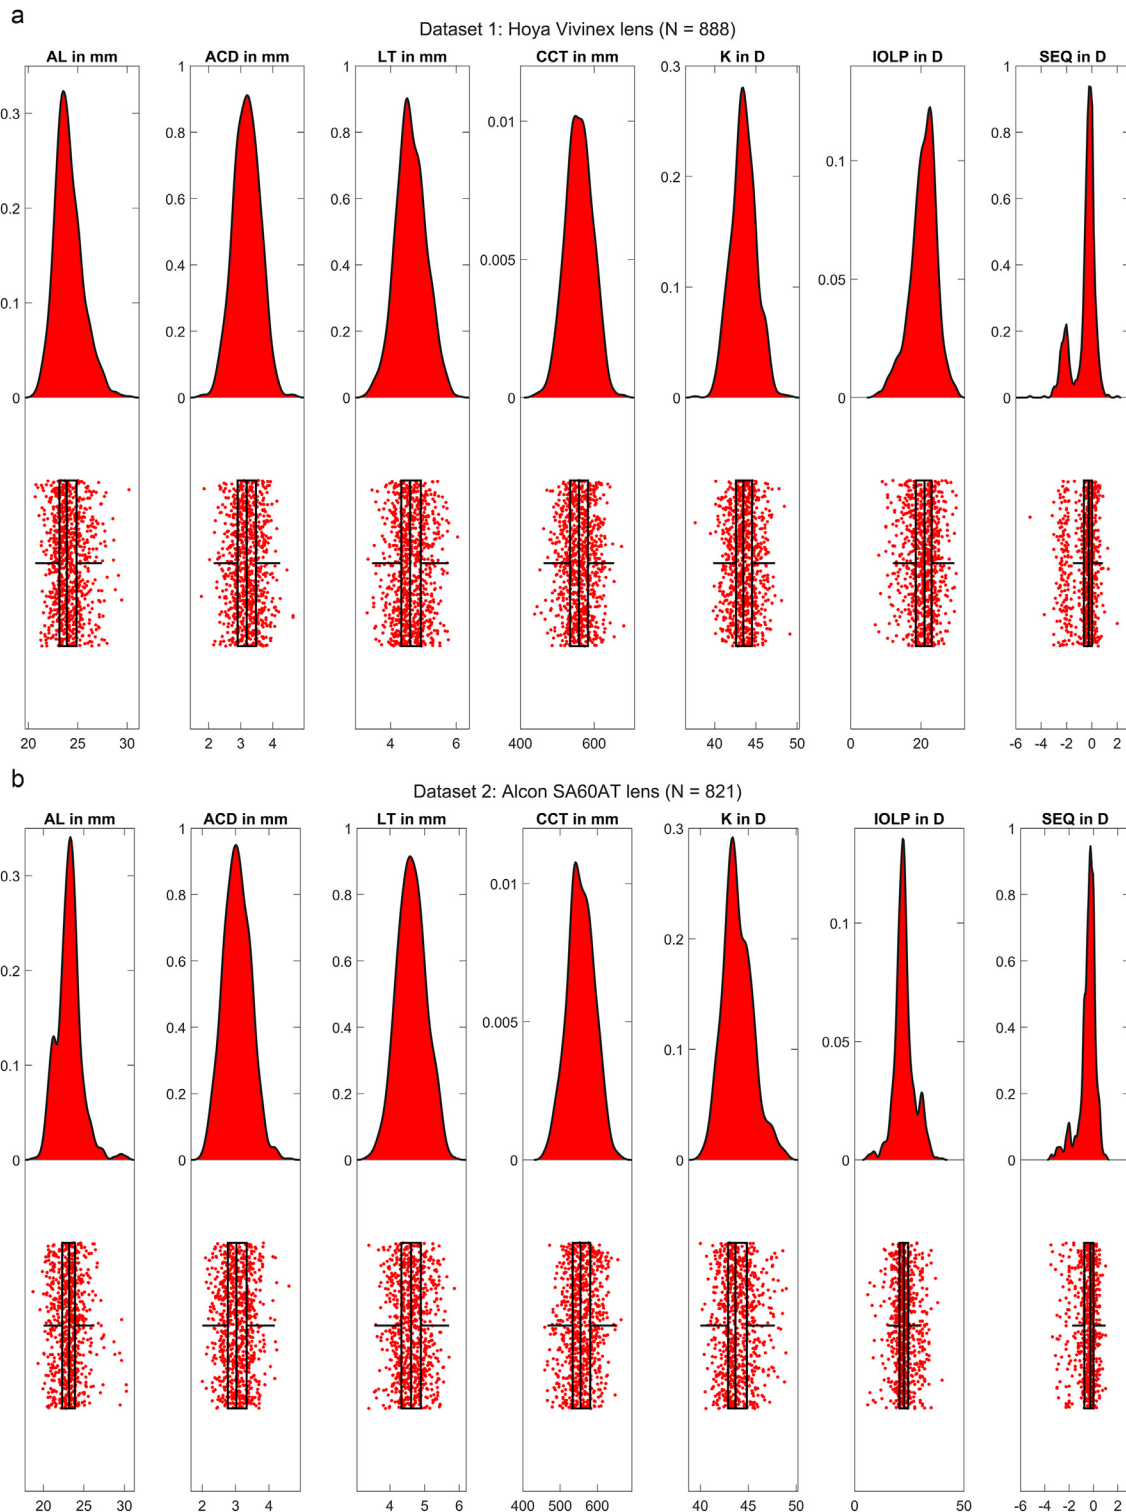 a
Dataset 1: Hoya Vivinex lens (N = 888)
AL in mm ACD in mm LT in mm CCT in mm K in D IOLP in D SEQ in D
0.3 0.2 0.1 0
1 0.8 0.6 0.4 0.2 0
1 0.8 0.6 0.4 0.2 0
0.01 0.005 0
0.3 0.2 0.1 0
0.1 0.05 0
1 0.8 0.6 0.4 0.2 0
20 25 30 2 3 4 4 6 400 600 40 45 50 0 20 -6 -4 -2 0 2
b
Dataset 2: Alcon SA60AT lens (N = 821)
AL in mm ACD in mm LT in mm CCT in mm K in D IOLP in D SEQ in D
0.3 0.2 0.1 0
1 0.8 0.6 0.4 0.2 0
1 0.8 0.6 0.4 0.2 0
0.01 0.005 0
0.3 0.2 0.1 0
0.1 0.05 0
1 0.8 0.6 0.4 0.2 0
20 25 30 2 3 4 4 5 6 400 500 600 40 45 50 0 50 -6 -4 -2 0